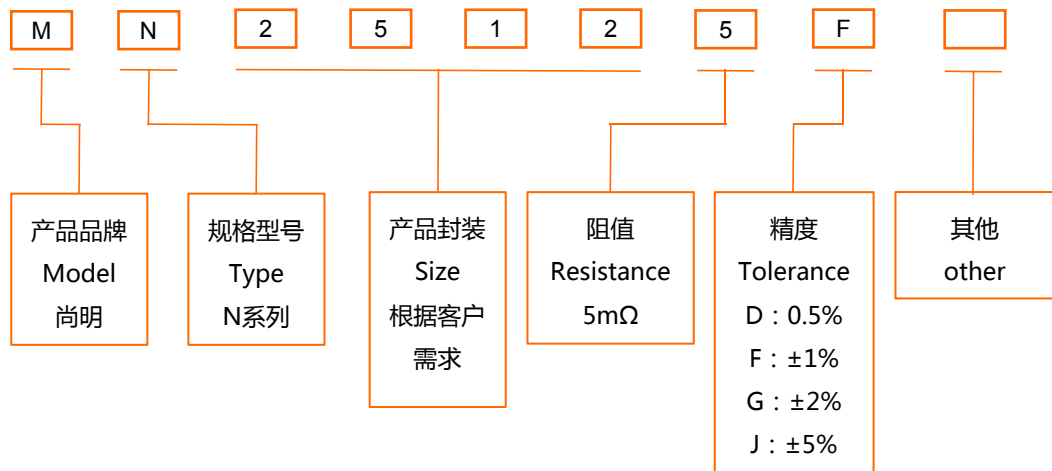 M N 2 5 1 2 5 F
产品品牌
Model
尚明
规格型号
Type
N系列
产品封装
Size
根据客户
需求
阻值
Resistance
5mΩ
精度
Tolerance
D：0.5%
F：±1%
G：±2%
J：±5%
其他
other